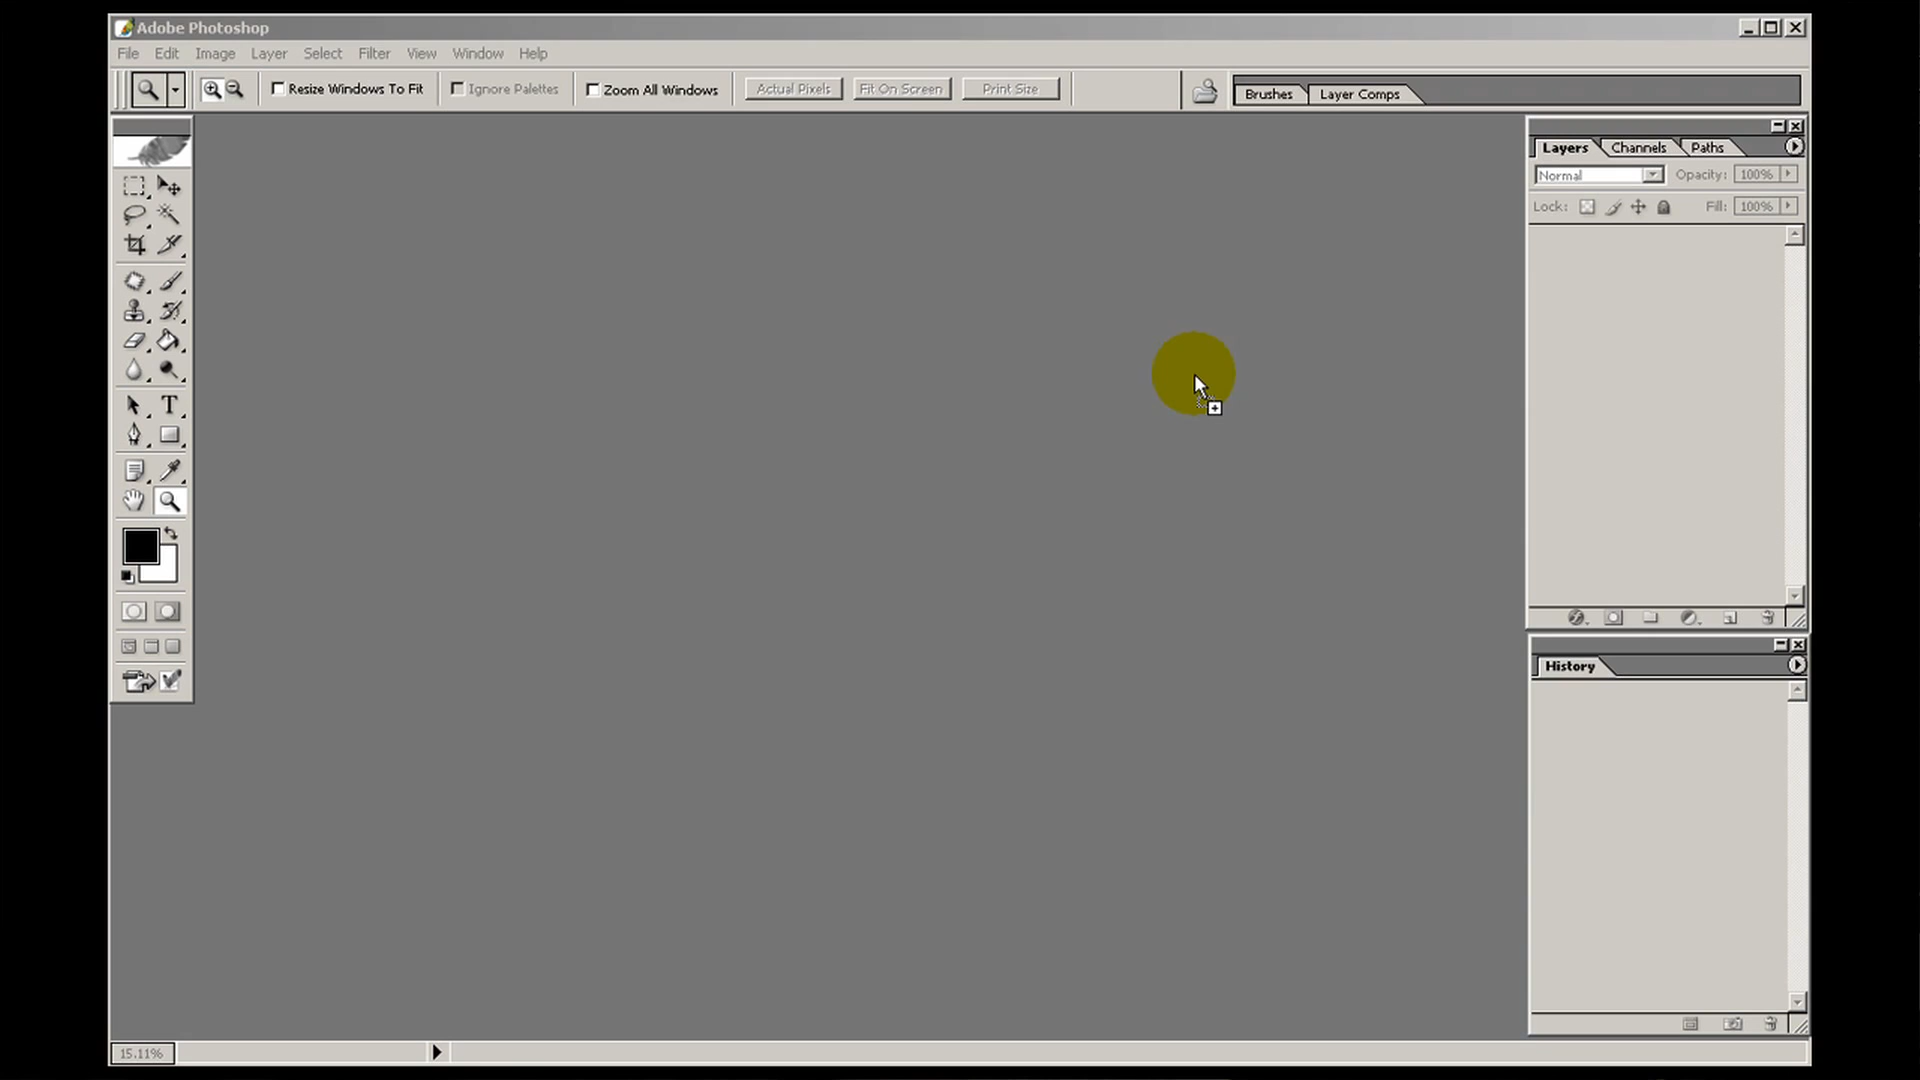 Adobe Photoshop
File Edit Image Layer Select Filter View Window Help
Resize Windows To Fit Ignore Palettes Zoom All Windows Actual Pixels Fit On Screen Print Size Brushes Layer Comps
Layers Channels Paths
Normal Opacity: 100%
Lock: Fill: 100%
T
History
15.11%